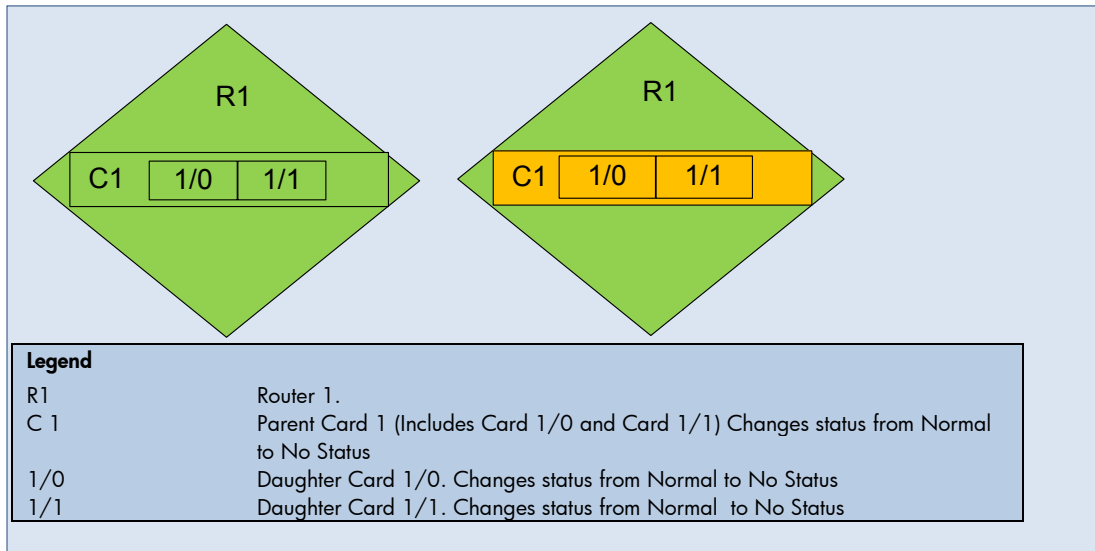 R1
R1
C1 1/0 1/1
C1 1/0 1/1
Legend
R1 Router 1.
C 1 Parent Card 1 (Includes Card 1/0 and Card 1/1) Changes status from Normal
to No Status
1/0 Daughter Card 1/0. Changes status from Normal to No Status
1/1 Daughter Card 1/1. Changes status from Normal to No Status